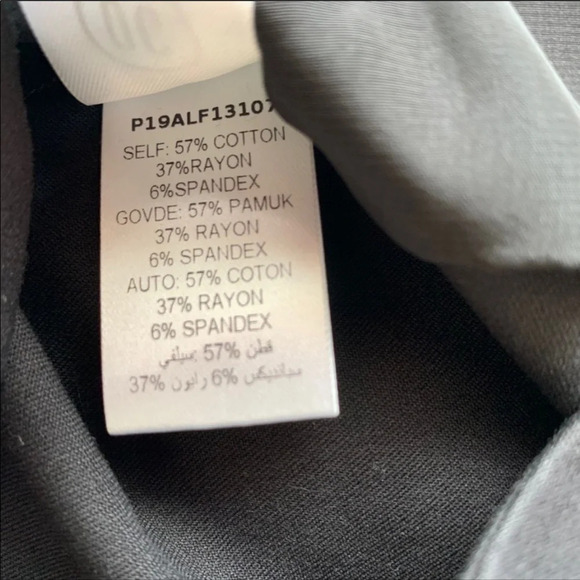 P19ALF13107
SELF: 57% COTTON
37%RAYON
6%SPANDEX
GOVDE: 57% PAMUK
37% RAYON
6% SPANDEX
AUTO: 57% COTON
37% RAYON
6% SPANDEX
سيلفي: 57% قطن
37% رايون 6%